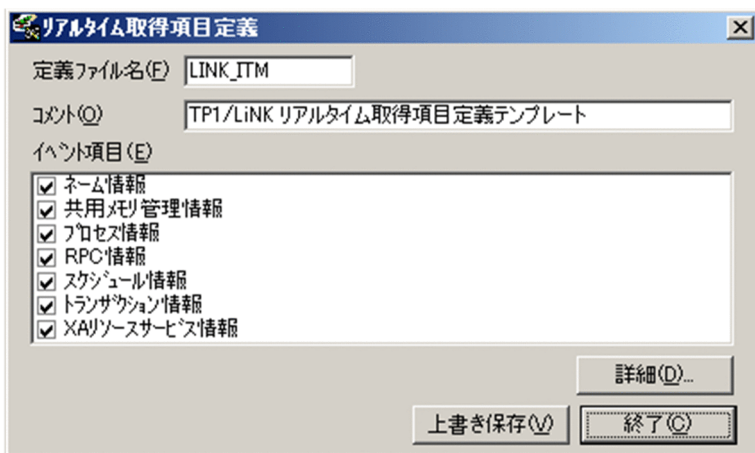 リアルタイム取得項目定義
定義ファイル名(F) LINK_ITM
コメント(O) TP1/LiNK リアルタイム取得項目定義テンプレート
イベント項目(E)
ネーム情報
共用メモリ管理情報
プロセス情報
RPC情報
スケジュール情報
トランザクション情報
XAリソースサービス情報
詳細(D)...
上書き保存(V) 終了(C)